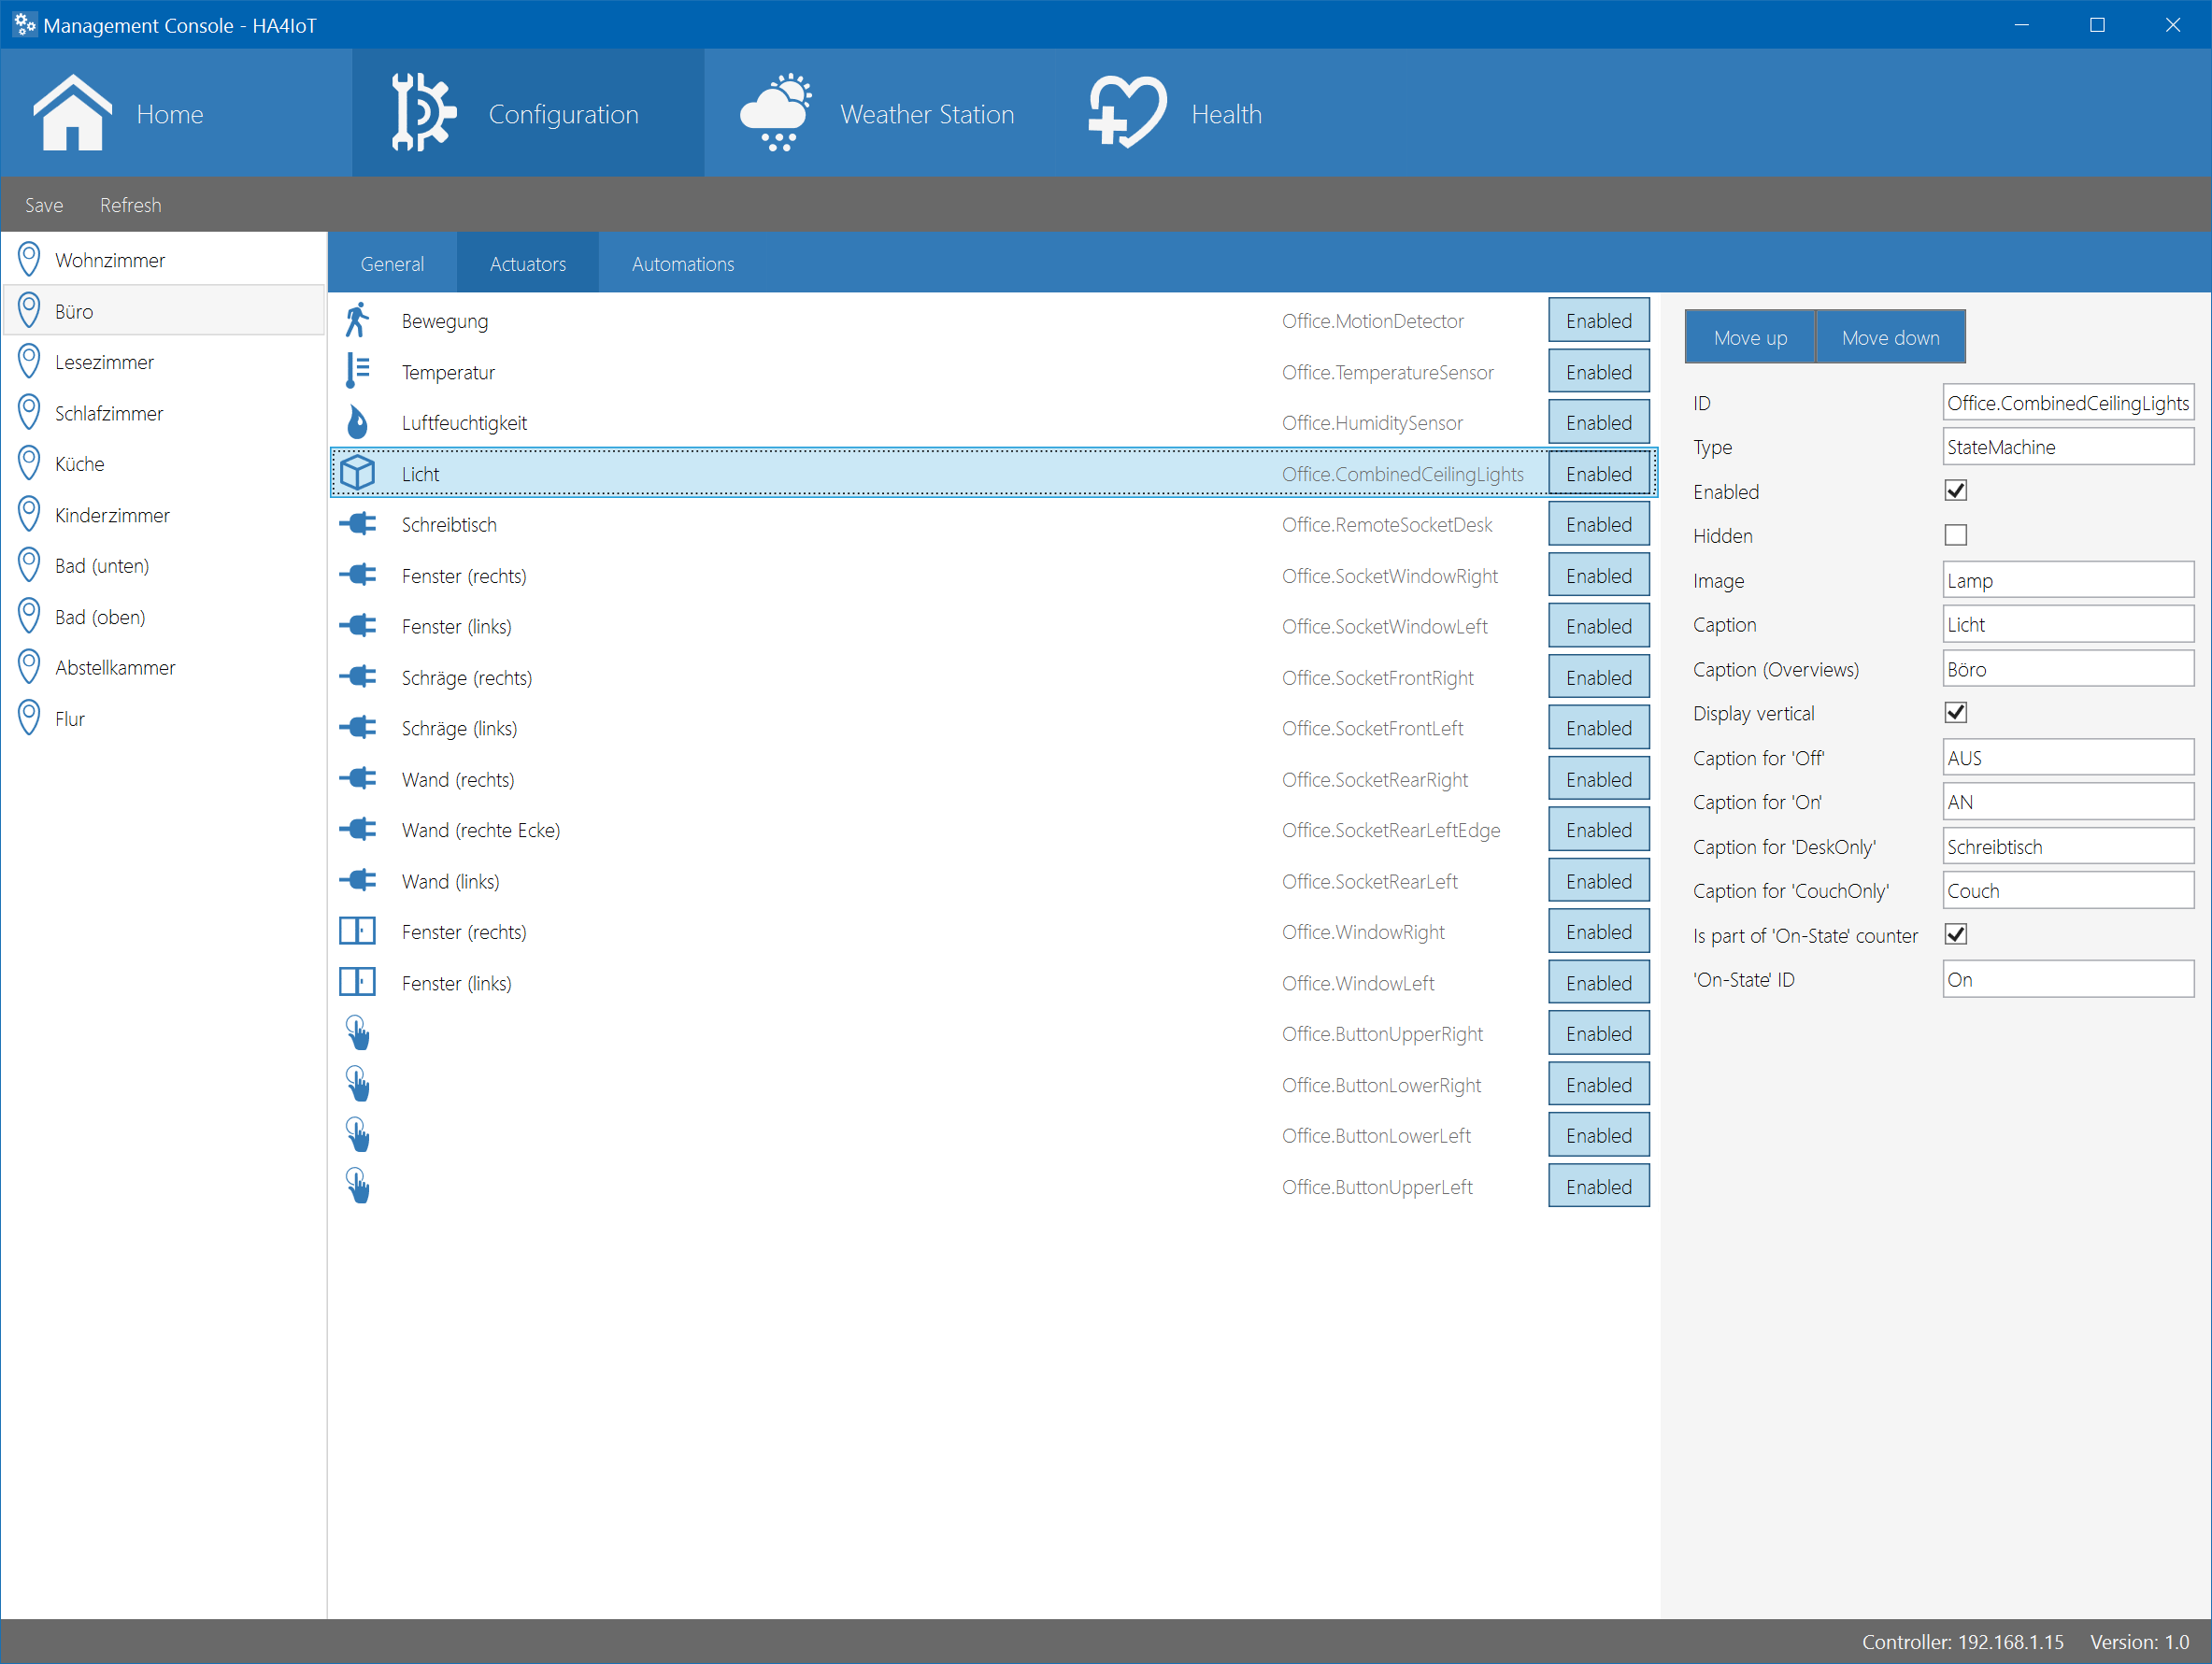 Management Console - HA4IoT
Home
Configuration
Weather Station
Health
Save
Refresh
Wohnzimmer
Büro
Lesezimmer
Schlafzimmer
Küche
Kinderzimmer
Bad (unten)
Bad (oben)
Abstellkammer
Flur
General
Actuators
Automations
Bewegung Office.MotionDetector Enabled
Temperatur Office.TemperatureSensor Enabled
Luftfeuchtigkeit Office.HumiditySensor Enabled
Licht Office.CombinedCeilingLights Enabled
Schreibtisch Office.RemoteSocketDesk Enabled
Fenster (rechts) Office.SocketWindowRight Enabled
Fenster (links) Office.SocketWindowLeft Enabled
Schräge (rechts) Office.SocketFrontRight Enabled
Schräge (links) Office.SocketFrontLeft Enabled
Wand (rechts) Office.SocketRearRight Enabled
Wand (rechte Ecke) Office.SocketRearLeftEdge Enabled
Wand (links) Office.SocketRearLeft Enabled
Fenster (rechts) Office.WindowRight Enabled
Fenster (links) Office.WindowLeft Enabled
Office.ButtonUpperRight Enabled
Office.ButtonLowerRight Enabled
Office.ButtonLowerLeft Enabled
Office.ButtonUpperLeft Enabled
Move up
Move down
ID Office.CombinedCeilingLights
Type StateMachine
Enabled
Hidden
Image Lamp
Caption Licht
Caption (Overviews) Böro
Display vertical
Caption for 'Off' AUS
Caption for 'On' AN
Caption for 'DeskOnly' Schreibtisch
Caption for 'CouchOnly' Couch
Is part of 'On-State' counter
'On-State' ID On
Controller: 192.168.1.15 Version: 1.0